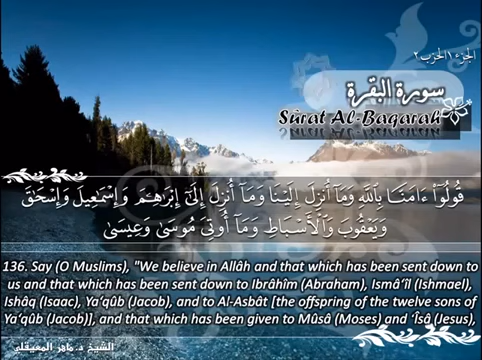 الجزء ١ الحزب ٢
سورة البقرة
Sûrat Al-Baqarah
قُولُوٓا۟ ءَامَنَّا بِٱللَّهِ وَمَآ أُنزِلَ إِلَيْنَا وَمَآ أُنزِلَ إِلَىٰٓ إِبْرَٰهِـۧمَ وَإِسْمَـٰعِيلَ وَإِسْحَـٰقَ
وَيَعْقُوبَ وَٱلْأَسْبَاطِ وَمَآ أُوتِىَ مُوسَىٰ وَعِيسَىٰ
136. Say (O Muslims), "We believe in Allâh and that which has been sent down to
us and that which has been sent down to Ibrâhîm (Abraham), Ismâ'îl (Ishmael),
Ishâq (Isaac), Ya'qûb (Jacob), and to Al-Asbât [the offspring of the twelve sons of
Ya'qûb (Jacob)], and that which has been given to Mûsâ (Moses) and 'Îsâ (Jesus),
الشيخ د. ماهر المعيقلي